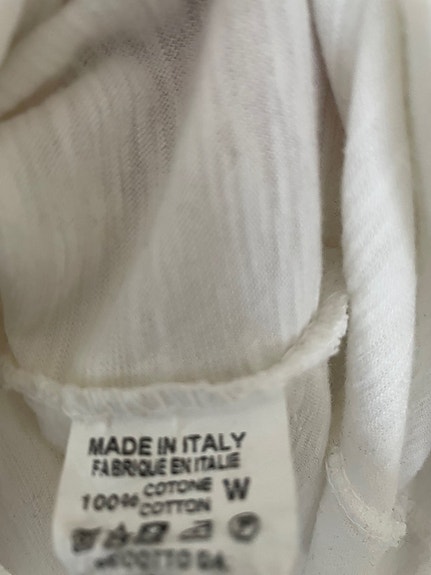 MADE IN ITALY
FABRIQUE EN ITALIE
100% COTONE W
COTTON